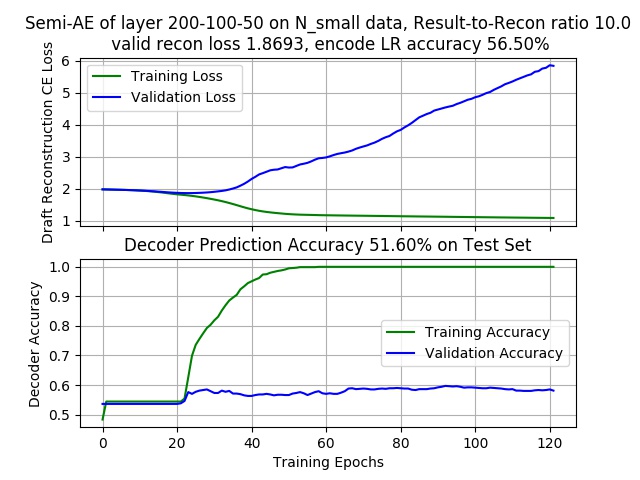 Semi-AE of layer 200-100-50 on N_small data, Result-to-Recon ratio 10.0
valid recon loss 1.8693, encode LR accuracy 56.50%
Draft Reconstruction CE Loss
6
5
4
3
2
1
Training Loss
Validation Loss
Decoder Prediction Accuracy 51.60% on Test Set
Decoder Accuracy
1.0
0.9
0.8
0.7
0.6
0.5
Training Accuracy
Validation Accuracy
0 20 40 60 80 100 120
Training Epochs